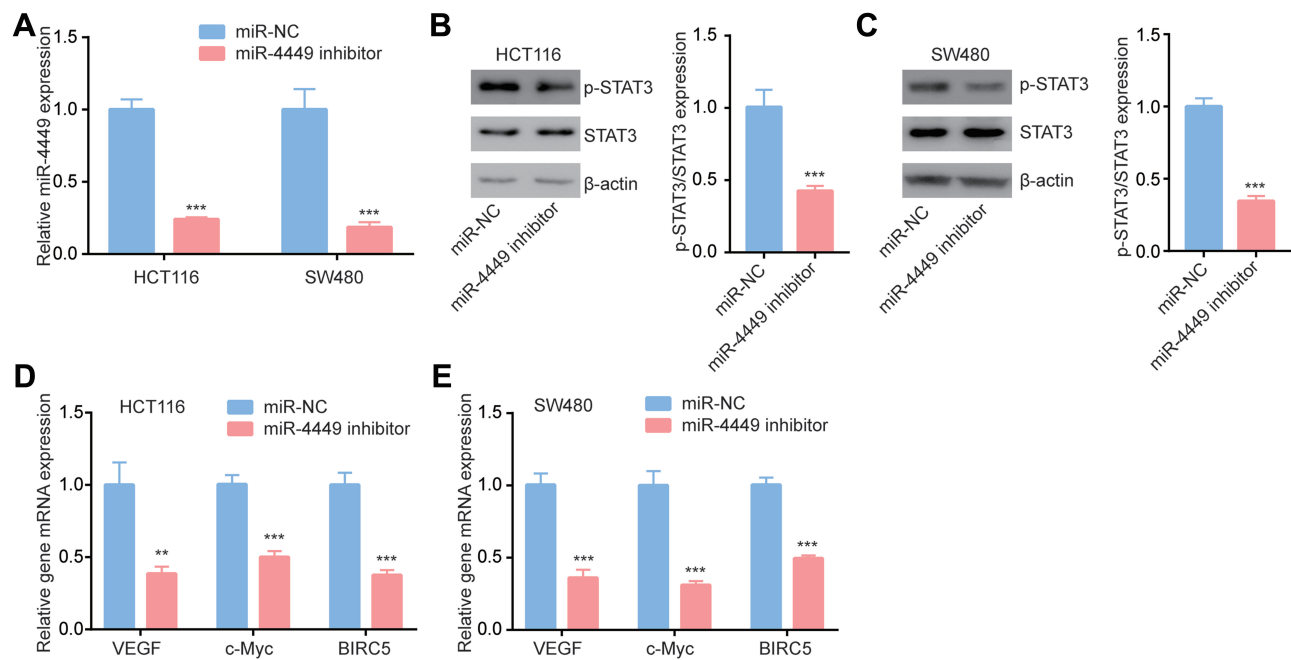 A
Relative miR-4449 expression
1.5
1.0
0.5
0.0
miR-NC
miR-4449 inhibitor
***
***
HCT116
SW480
B
HCT116
p-STAT3
STAT3
β-actin
miR-NC
miR-4449 inhibitor
p-STAT3/STAT3 expression
1.5
1.0
0.5
0.0
***
miR-NC
miR-4449 inhibitor
C
SW480
p-STAT3
STAT3
β-actin
miR-NC
miR-4449 inhibitor
p-STAT3/STAT3 expression
1.5
1.0
0.5
0.0
***
miR-NC
miR-4449 inhibitor
D
HCT116
miR-NC
miR-4449 inhibitor
Relative gene mRNA expression
1.5
1.0
0.5
0.0
**
***
***
VEGF
c-Myc
BIRC5
E
SW480
miR-NC
miR-4449 inhibitor
Relative gene mRNA expression
1.5
1.0
0.5
0.0
***
***
***
VEGF
c-Myc
BIRC5